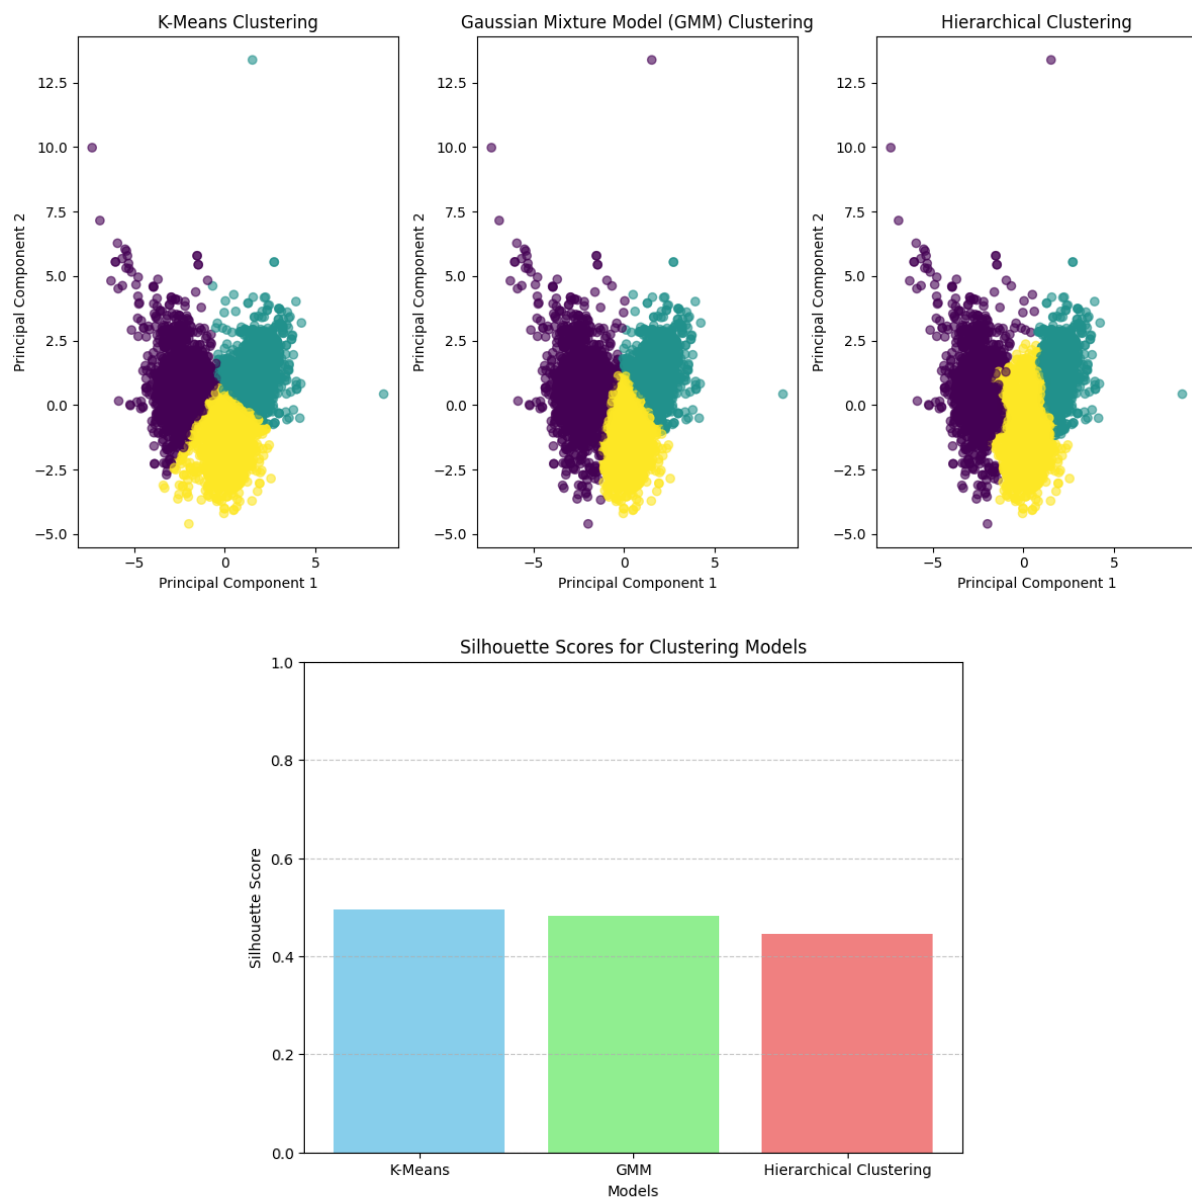 K-Means Clustering
Gaussian Mixture Model (GMM) Clustering
Hierarchical Clustering
12.5
10.0
7.5
5.0
2.5
0.0
−2.5
−5.0
Principal Component 2
−5
0
5
Principal Component 1
12.5
10.0
7.5
5.0
2.5
0.0
−2.5
−5.0
Principal Component 2
−5
0
5
Principal Component 1
12.5
10.0
7.5
5.0
2.5
0.0
−2.5
−5.0
Principal Component 2
−5
0
5
Principal Component 1
Silhouette Scores for Clustering Models
1.0
0.8
0.6
0.4
0.2
0.0
Silhouette Score
K-Means
GMM
Hierarchical Clustering
Models